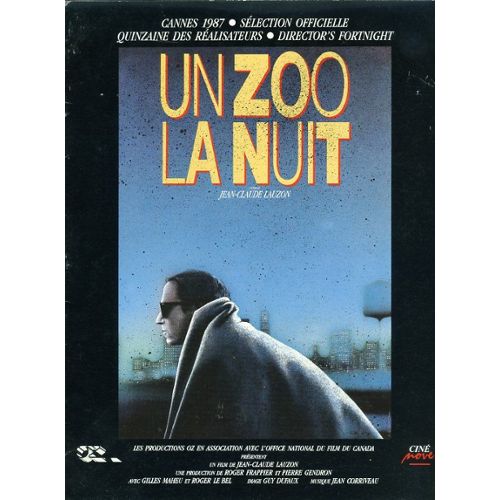 CANNES 1987 • SÉLECTION OFFICIELLE
QUINZAINE DES RÉALISATEURS • DIRECTOR'S FORTNIGHT
UN ZOO
LA NUIT
JEAN-CLAUDE LAUZON
LES PRODUCTIONS OZ EN ASSOCIATION AVEC L'OFFICE NATIONAL DU FILM DU CANADA
PRÉSENTENT
UN FILM DE JEAN-CLAUDE LAUZON
UNE PRODUCTION DE ROGER FRAPPIER ET PIERRE GENDRON
AVEC GILLES MAHEU ET ROGER LE BEL IMAGE GUY DUFAUX MUSIQUE JEAN CORRIVEAU
CINÉ